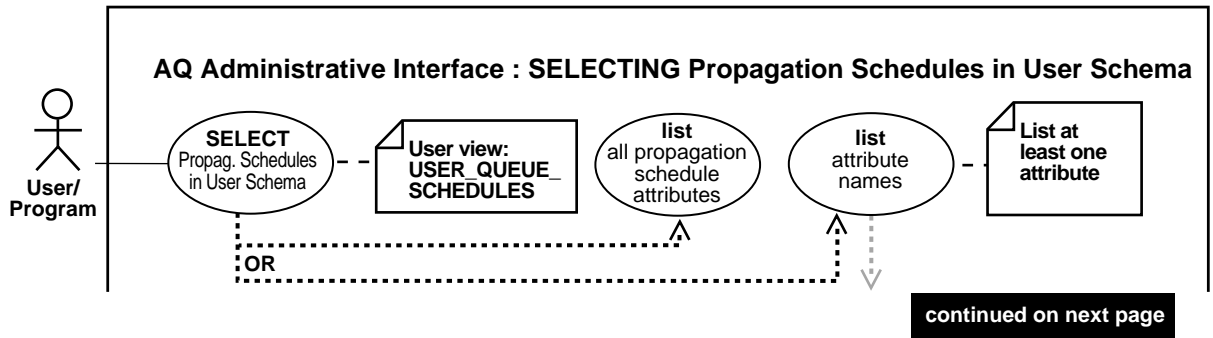 AQ Administrative Interface : SELECTING Propagation Schedules in User Schema
User/
Program
SELECT
Propag. Schedules
in User Schema
User view:
USER_QUEUE_
SCHEDULES
list
all propagation
schedule
attributes
list
attribute
names
List at
least one
attribute
OR
continued on next page